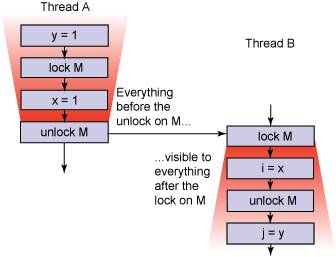 Thread A
y = 1
lock M
x = 1
unlock M
Everything
before the
unlock on M...
Thread B
lock M
...visible to
everything
after the
lock on M
i = x
unlock M
j = y